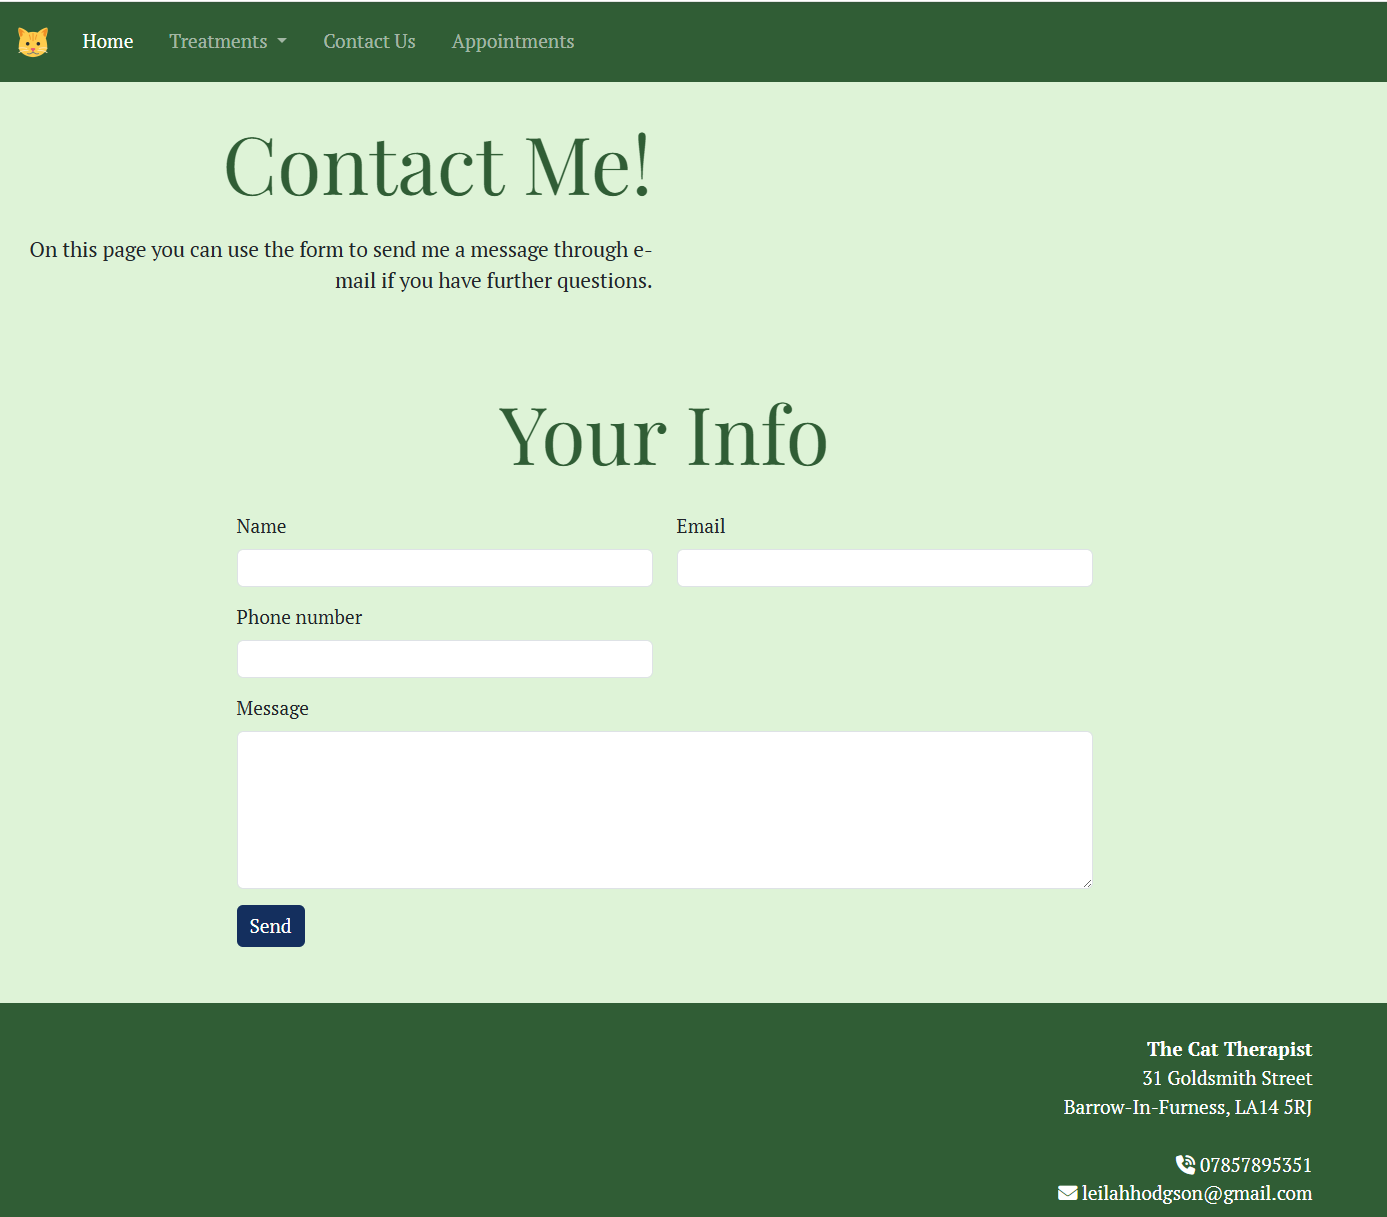 Home Treatments Contact Us Appointments
Contact Me!
On this page you can use the form to send me a message through e-
mail if you have further questions.
Your Info
Name Email
Phone number
Message
Send
The Cat Therapist
31 Goldsmith Street
Barrow-In-Furness, LA14 5RJ
07857895351
leilahhodgson@gmail.com